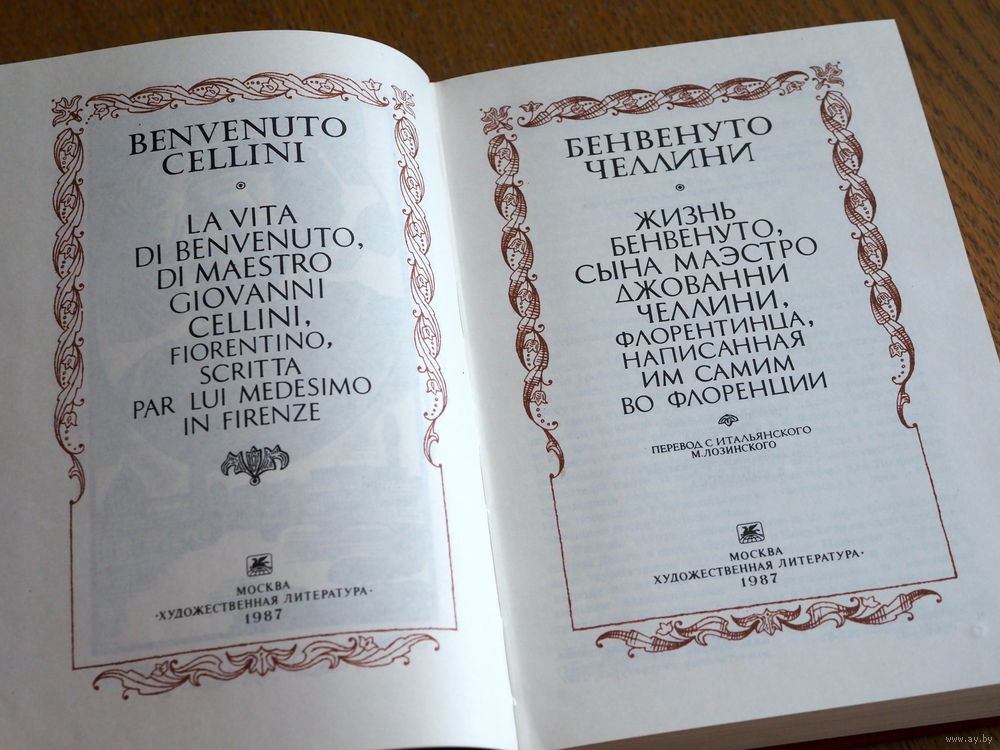 BENVENUTO
CELLINI
LA VITA
DI BENVENUTO,
DI MAESTRO
GIOVANNI
CELLINI,
FIORENTINO,
SCRITTA
PAR LUI MEDESIMO
IN FIRENZE
МОСКВА
·ХУДОЖЕСТВЕННАЯ ЛИТЕРАТУРА·
1987
БЕНВЕНУТО
ЧЕЛЛИНИ
ЖИЗНЬ
БЕНВЕНУТО,
СЫНА МАЭСТРО
ДЖОВАННИ
ЧЕЛЛИНИ,
ФЛОРЕНТИНЦА,
НАПИСАННАЯ
ИМ САМИМ
ВО ФЛОРЕНЦИИ
ПЕРЕВОД С ИТАЛЬЯНСКОГО
М.ЛОЗИНСКОГО
МОСКВА
ХУДОЖЕСТВЕННАЯ ЛИТЕРАТУРА·
1987
www.ay.by